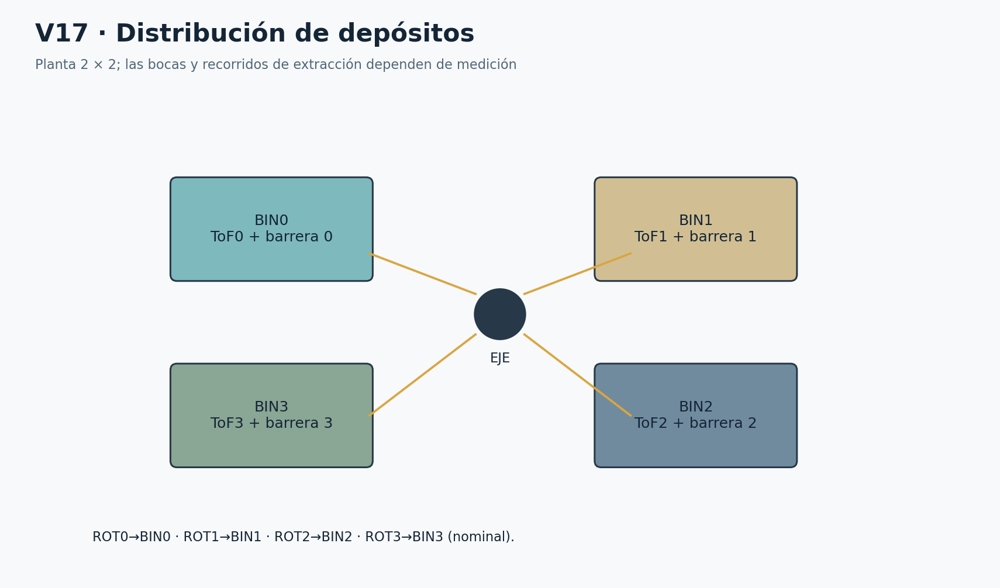 V17 · Distribución de depósitos
Planta 2 × 2; las bocas y recorridos de extracción dependen de medición
BIN0
ToF0 + barrera 0
BIN1
ToF1 + barrera 1
EJE
BIN3
ToF3 + barrera 3
BIN2
ToF2 + barrera 2
ROT0→BIN0 · ROT1→BIN1 · ROT2→BIN2 · ROT3→BIN3 (nominal).